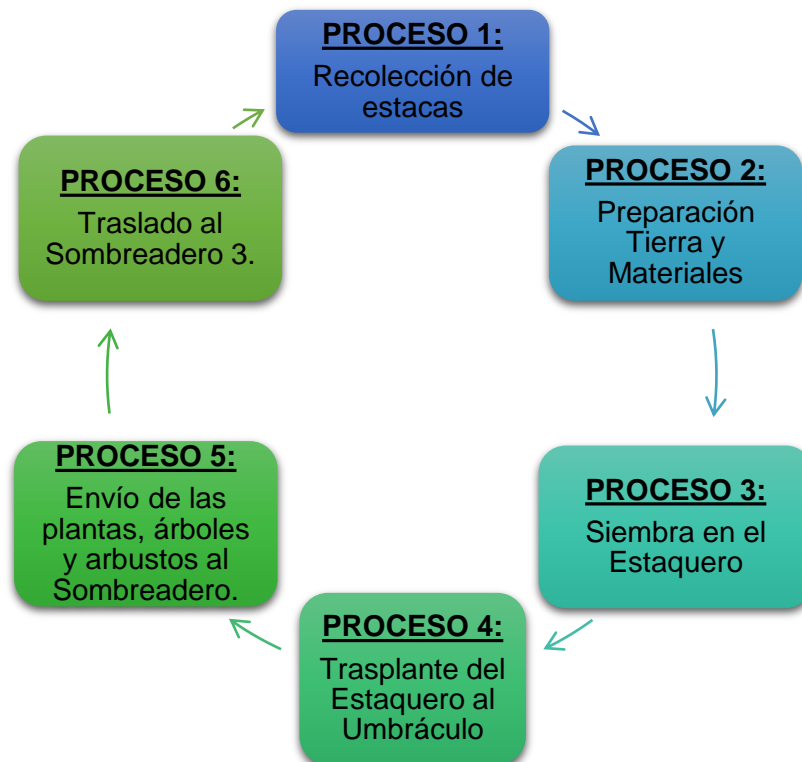 PROCESO 1:
Recolección de
estacas
PROCESO 2:
Preparación
Tierra y
Materiales
PROCESO 3:
Siembra en el
Estaquero
PROCESO 4:
Trasplante del
Estaquero al
Umbráculo
PROCESO 5:
Envío de las
plantas, árboles
y arbustos al
Sombreadero.
PROCESO 6:
Traslado al
Sombreadero 3.